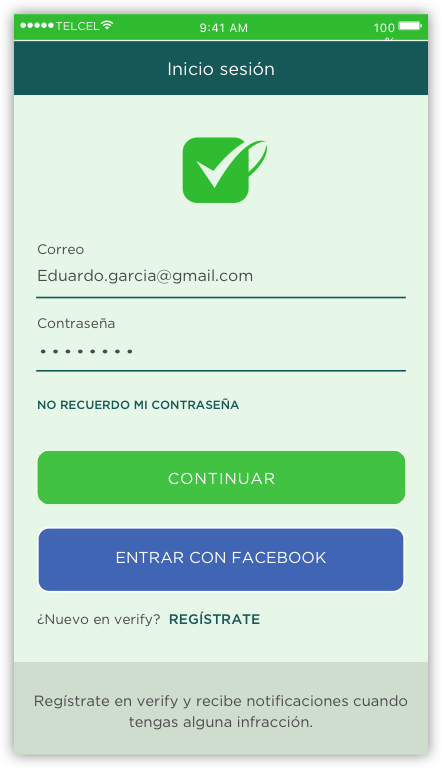 TELCEL 9:41 AM 100 %
Inicio sesión
Correo
Eduardo.garcia@gmail.com
Contraseña
• • • • • • • •
NO RECUERDO MI CONTRASEÑA
CONTINUAR
ENTRAR CON FACEBOOK
¿Nuevo en verify? REGÍSTRATE
Regístrate en verify y recibe notificaciones cuando
tengas alguna infracción.